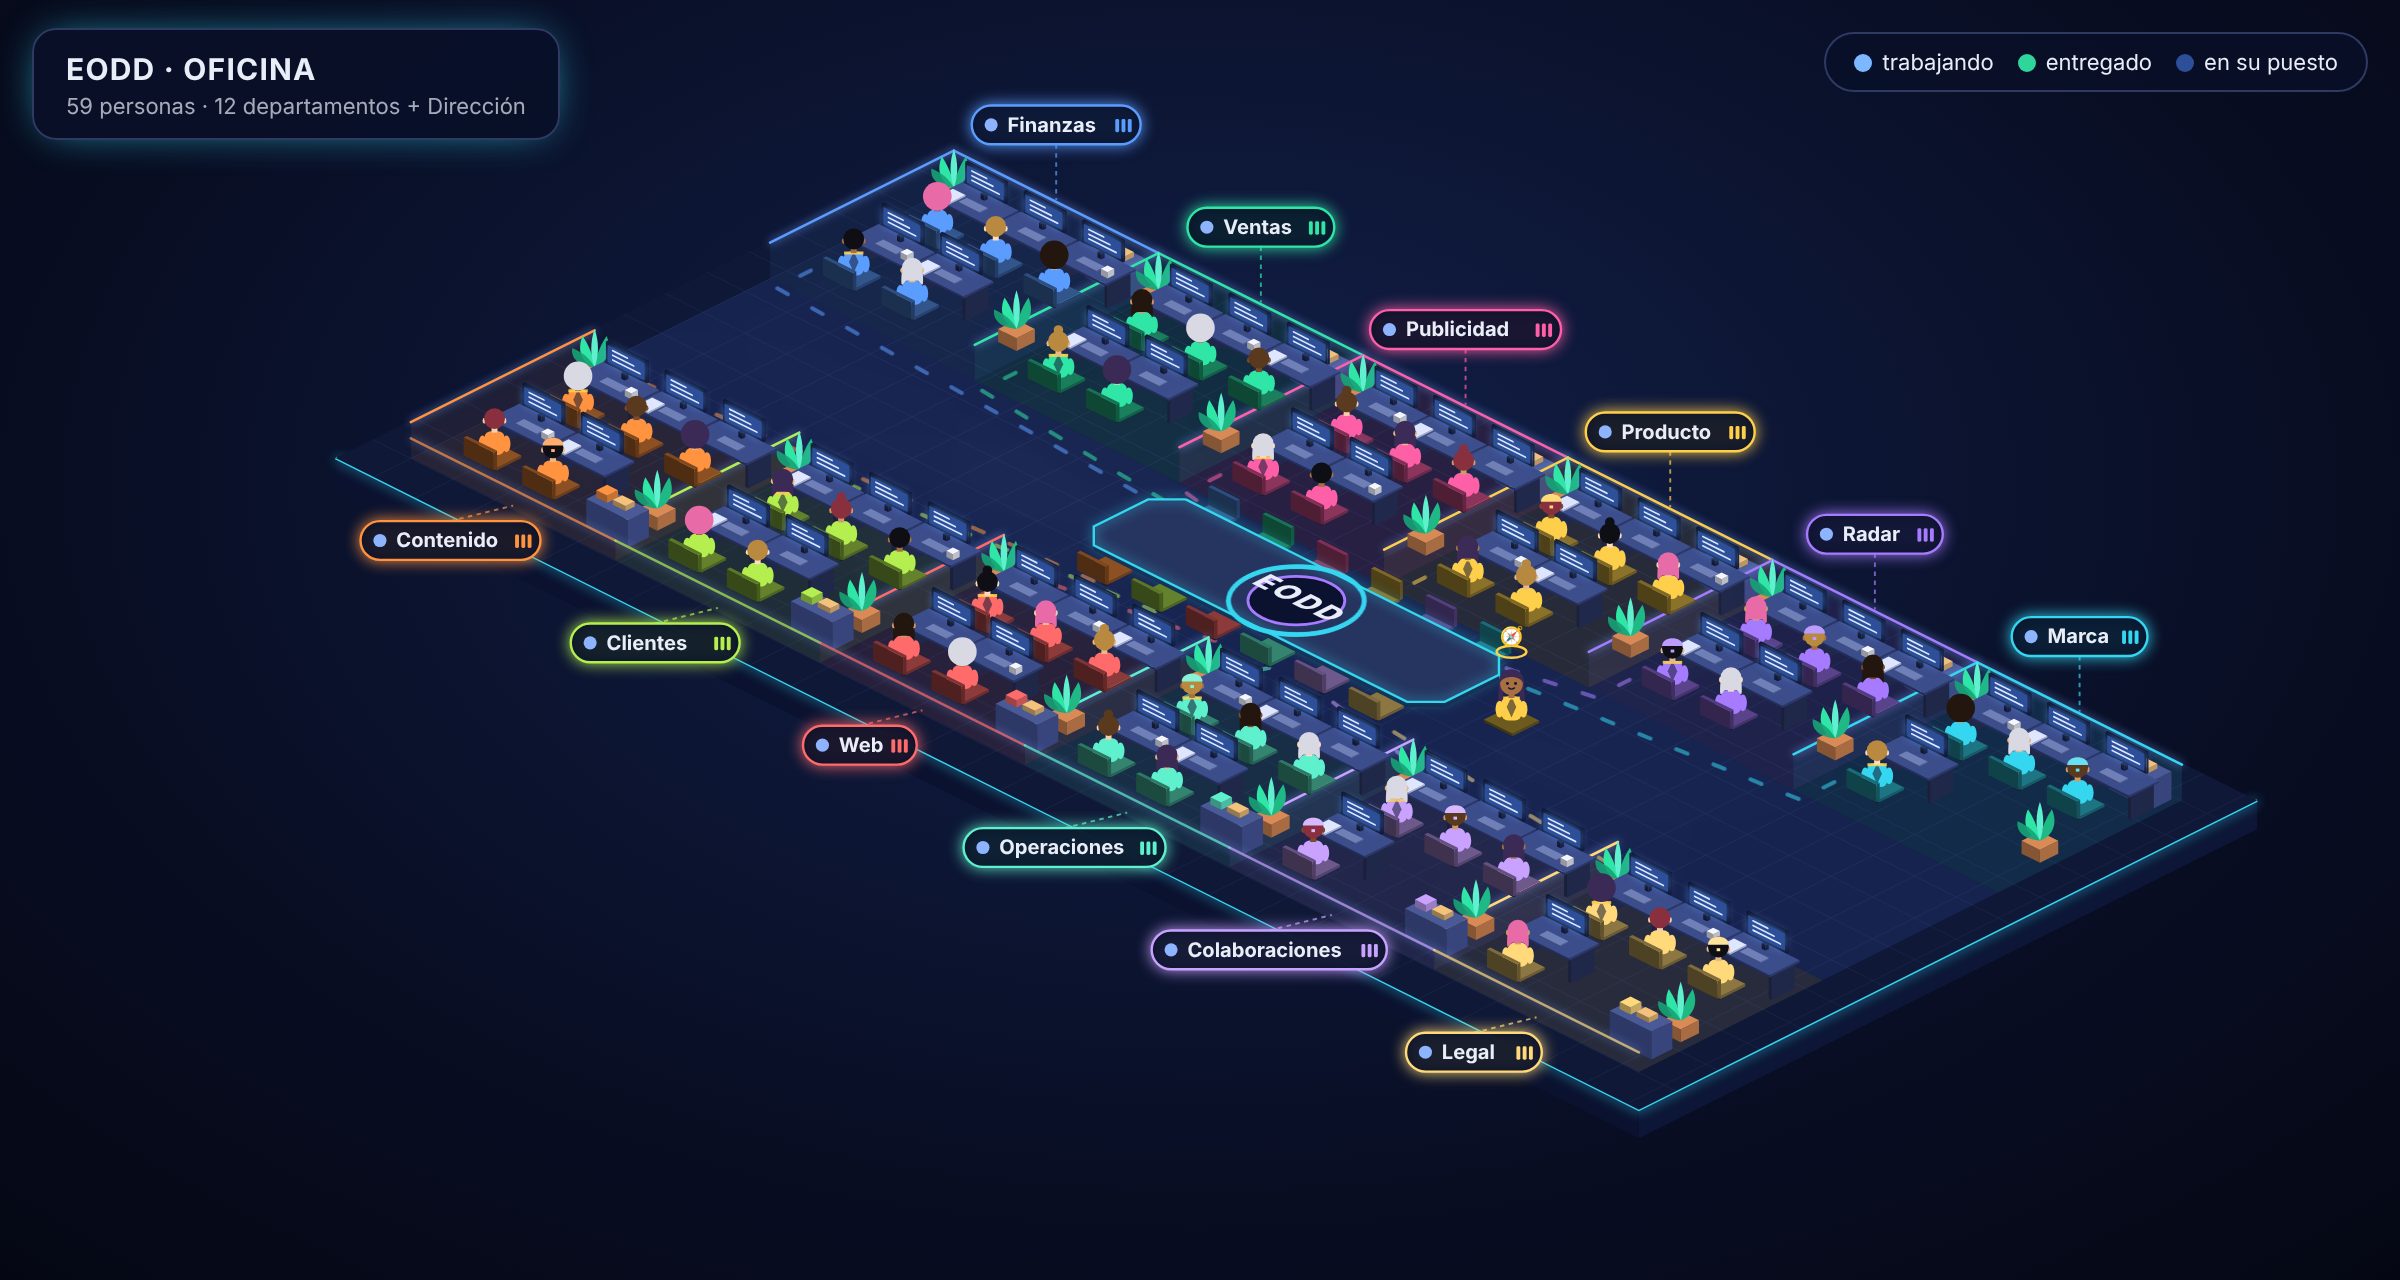 EODD · OFICINA
59 personas · 12 departamentos + Dirección
trabajando
entregado
en su puesto
Finanzas
Ventas
Publicidad
Producto
Radar
Marca
EODD
Contenido
Clientes
Web
Operaciones
Colaboraciones
Legal